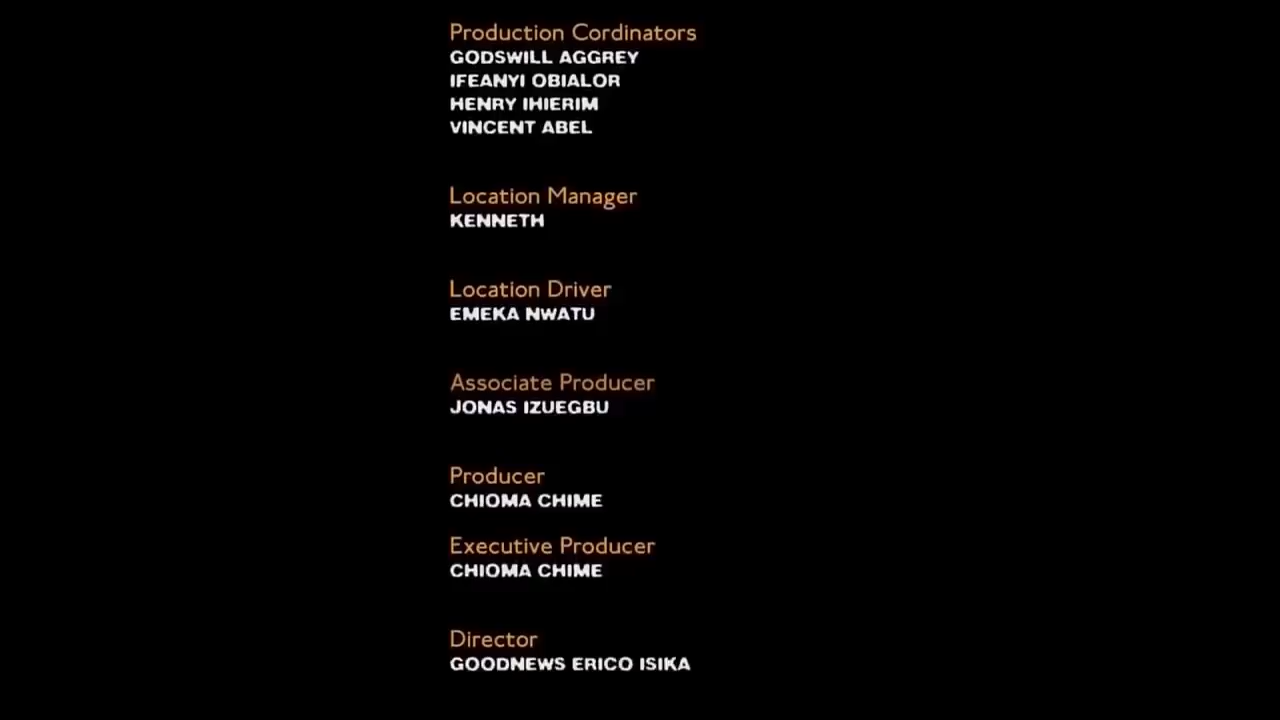 Production Cordinators
GODSWILL AGGREY
IFEANYI OBIALOR
HENRY IHIERIM
VINCENT ABEL
Location Manager
KENNETH
Location Driver
EMEKA NWATU
Associate Producer
JONAS IZUEGBU
Producer
CHIOMA CHIME
Executive Producer
CHIOMA CHIME
Director
GOODNEWS ERICO ISIKA